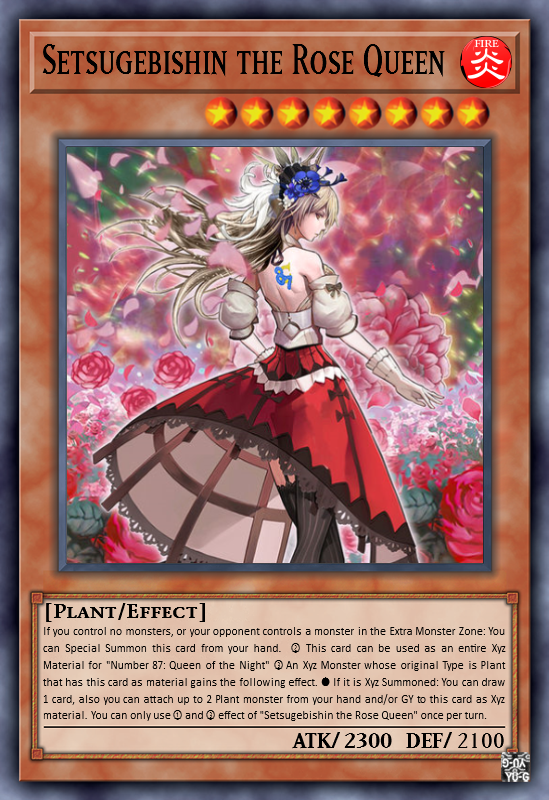 SETSUGEBISHIN THE ROSE QUEEN
FIRE
炎
87
[PLANT/EFFECT]
If you control no monsters, or your opponent controls a monster in the Extra Monster Zone: You
can Special Summon this card from your hand. ② This card can be used as an entire Xyz
Material for "Number 87: Queen of the Night" ② An Xyz Monster whose original Type is Plant
that has this card as material gains the following effect. ● If it is Xyz Summoned: You can draw
1 card, also you can attach up to 2 Plant monster from your hand and/or GY to this card as Xyz
material. You can only use ① and ② effect of "Setsugebishin the Rose Queen" once per turn.
ATK/ 2300 DEF/ 2100
YU-G